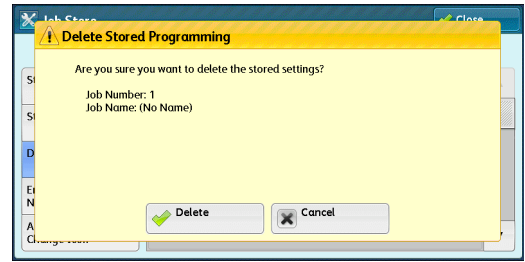 Job Store
Close
Delete Stored Programming
Are you sure you want to delete the stored settings?
Job Number: 1
Job Name: (No Name)
Delete
Cancel